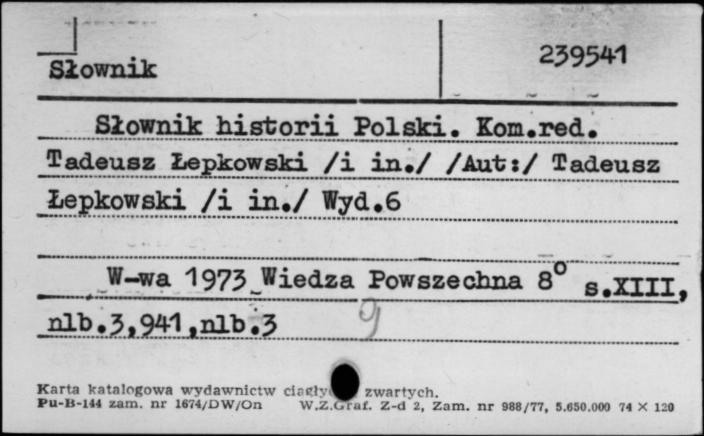 239541
Słownik
Słownik historii Polski. Kom.red.
Tadeusz Łepkowski /i in./ /Aut:/ Tadeusz
Łepkowski /i in./ Wyd.6
W-wa 1973 Wiedza Powszechna 8° s.XIII,
nlb.3,941,nlb.3
g
Karta katalogowa wydawnictw zwartych.
Pu-B-144 zam. nr 1674/DW/On W.Z.Graf. Z-d 2, Zam. nr 988/77, 5.650.000 74 X 120